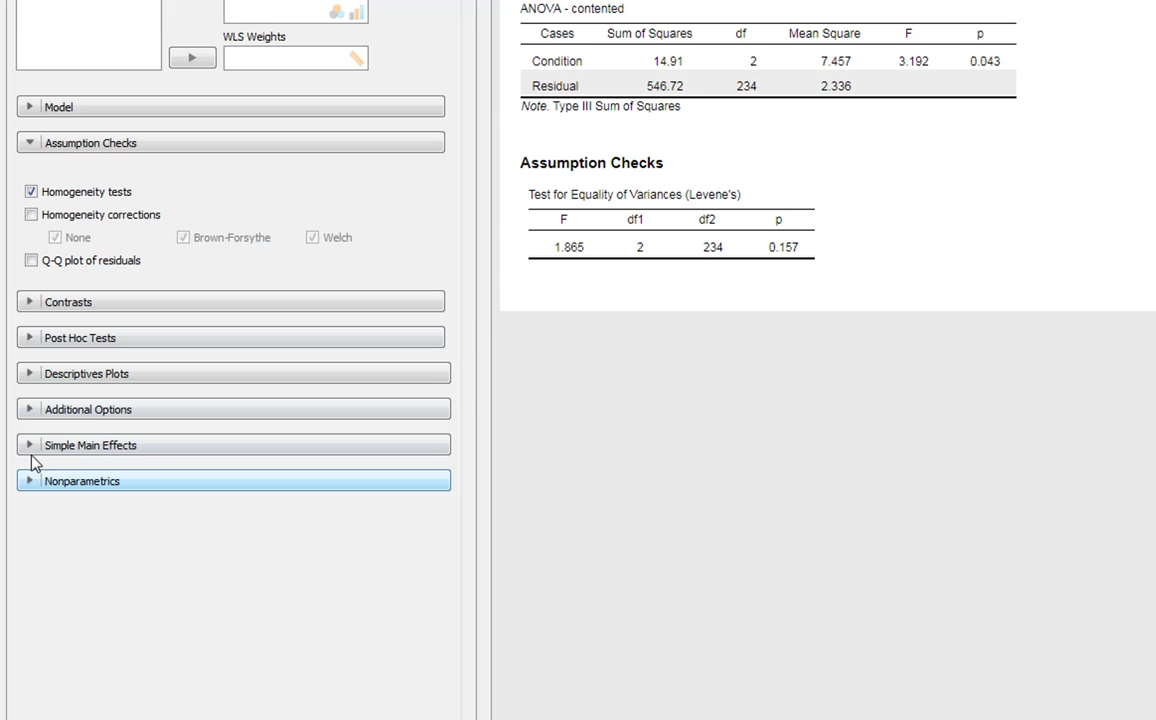 WLS Weights
Model
Assumption Checks
Homogeneity tests
Homogeneity corrections
None Brown-Forsythe Welch
Q-Q plot of residuals
Contrasts
Post Hoc Tests
Descriptives Plots
Additional Options
Simple Main Effects
Nonparametrics
ANOVA - contented
Cases Sum of Squares df Mean Square F p
Condition 14.91 2 7.457 3.192 0.043
Residual 546.72 234 2.336
Note. Type III Sum of Squares
Assumption Checks
Test for Equality of Variances (Levene's)
F df1 df2 p
1.865 2 234 0.157